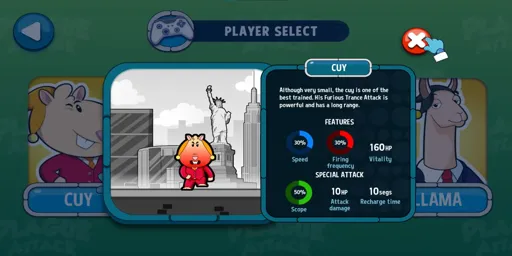 PLAYER SELECT
CUY
Although very small, the cuy is one of the
best trained. His Furious Trance Attack is
powerful and has a long range.
FEATURES
30%
30%
160HP
Speed
Firing
frequency
Vitality
SPECIAL ATTACK
50%
10HP
10segs
Scope
Attack
damage
Recharge time
CUY
LLAMA